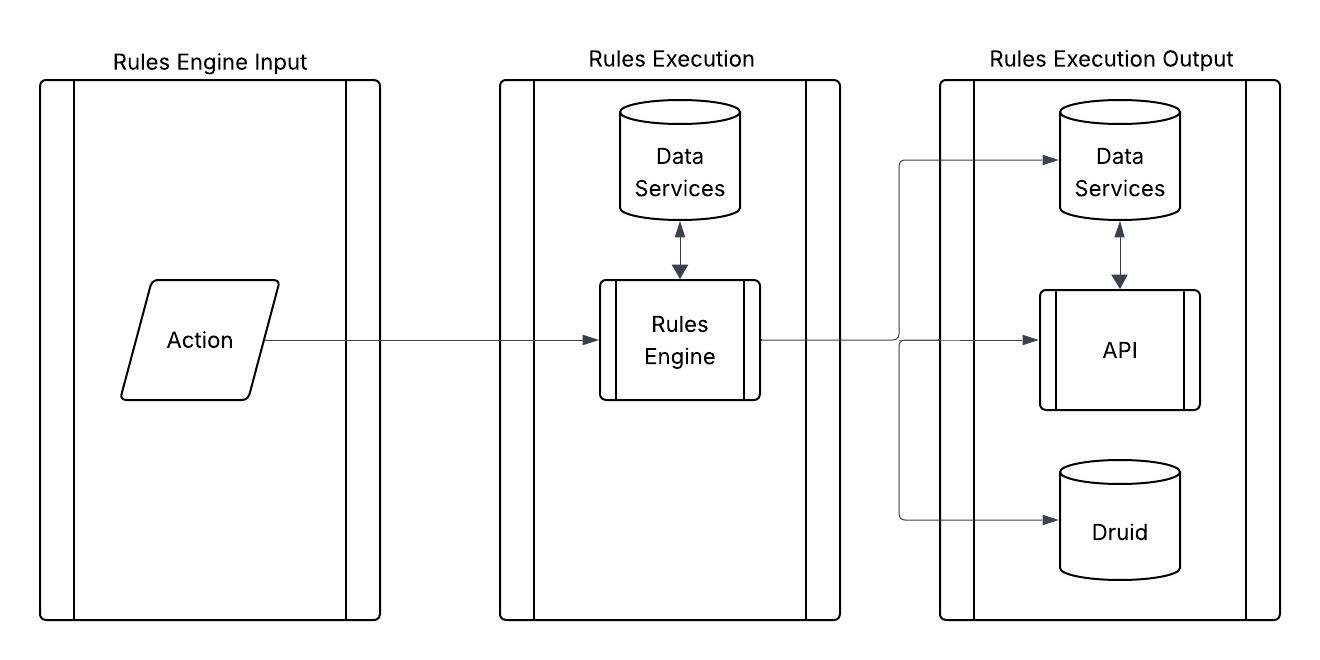 Rules Engine Input
Action
Rules Execution
Data
Services
Rules
Engine
Rules Execution Output
Data
Services
API
Druid